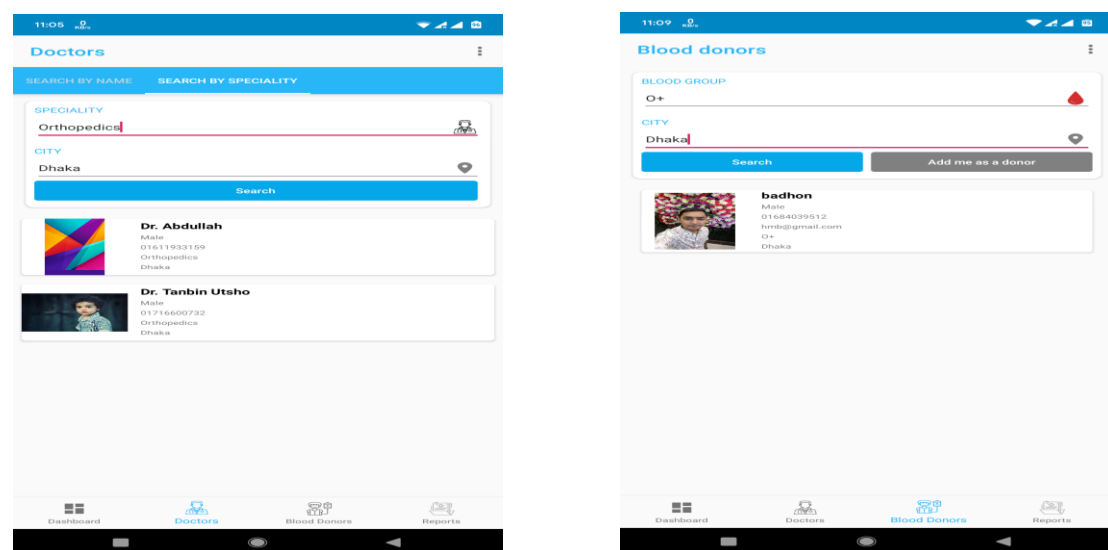 11:05
Doctors
SEARCH BY NAME SEARCH BY SPECIALITY
SPECIALITY
Orthopedics
CITY
Dhaka
Search
Dr. Abdullah
Male
01611933159
Orthopedics
Dhaka
Dr. Tanbin Utsho
Male
01716600732
Orthopedics
Dhaka
Dashboard Doctors Blood Donors Reports
11:09
Blood donors
BLOOD GROUP
O+
CITY
Dhaka
Search Add me as a donor
badhon
Male
01684039512
hmb@gmail.com
O+
Dhaka
Dashboard Doctors Blood Donors Reports